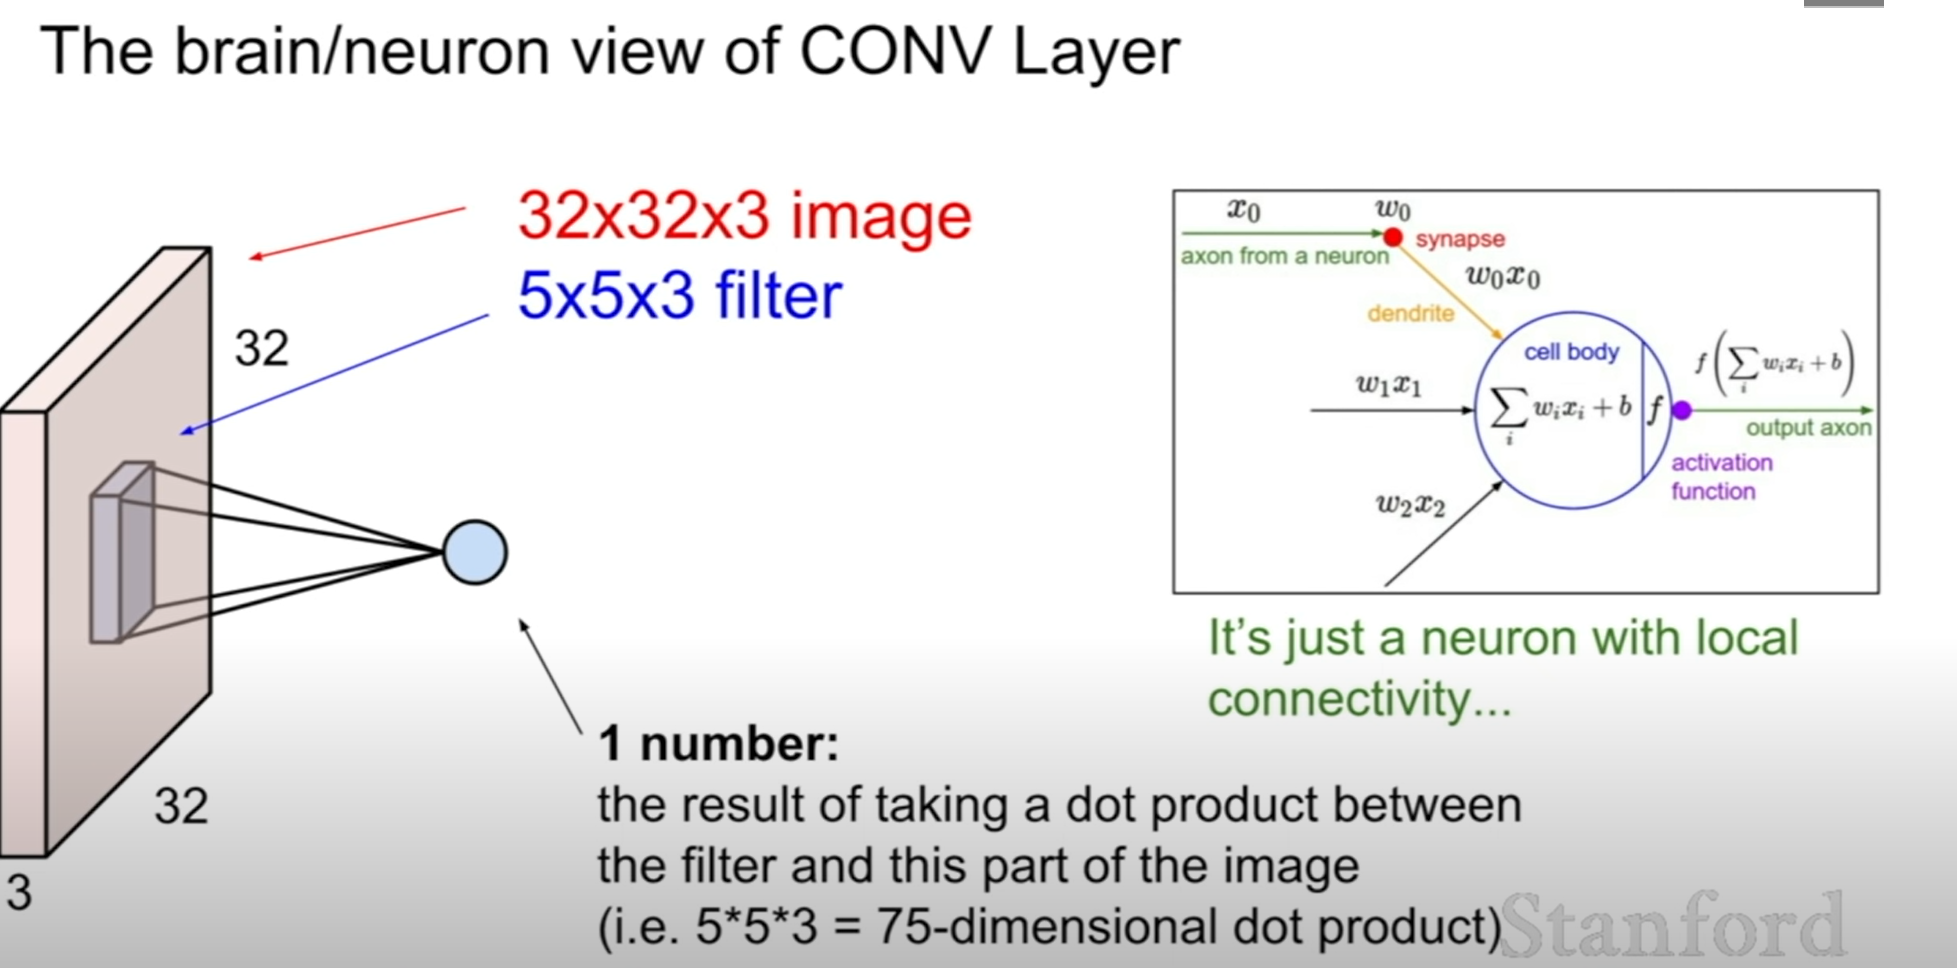 The brain/neuron view of CONV Layer
32x32x3 image
5x5x3 filter
32
32
3
1 number:
the result of taking a dot product between
the filter and this part of the image
(i.e. 5*5*3 = 75-dimensional dot product)
x₀
w₀
synapse
axon from a neuron
w₀x₀
dendrite
cell body
f(∑ᵢ wᵢxᵢ + b)
w₁x₁
∑ᵢ wᵢxᵢ + b
f
output axon
activation
function
w₂x₂
It's just a neuron with local
connectivity...
Stanford